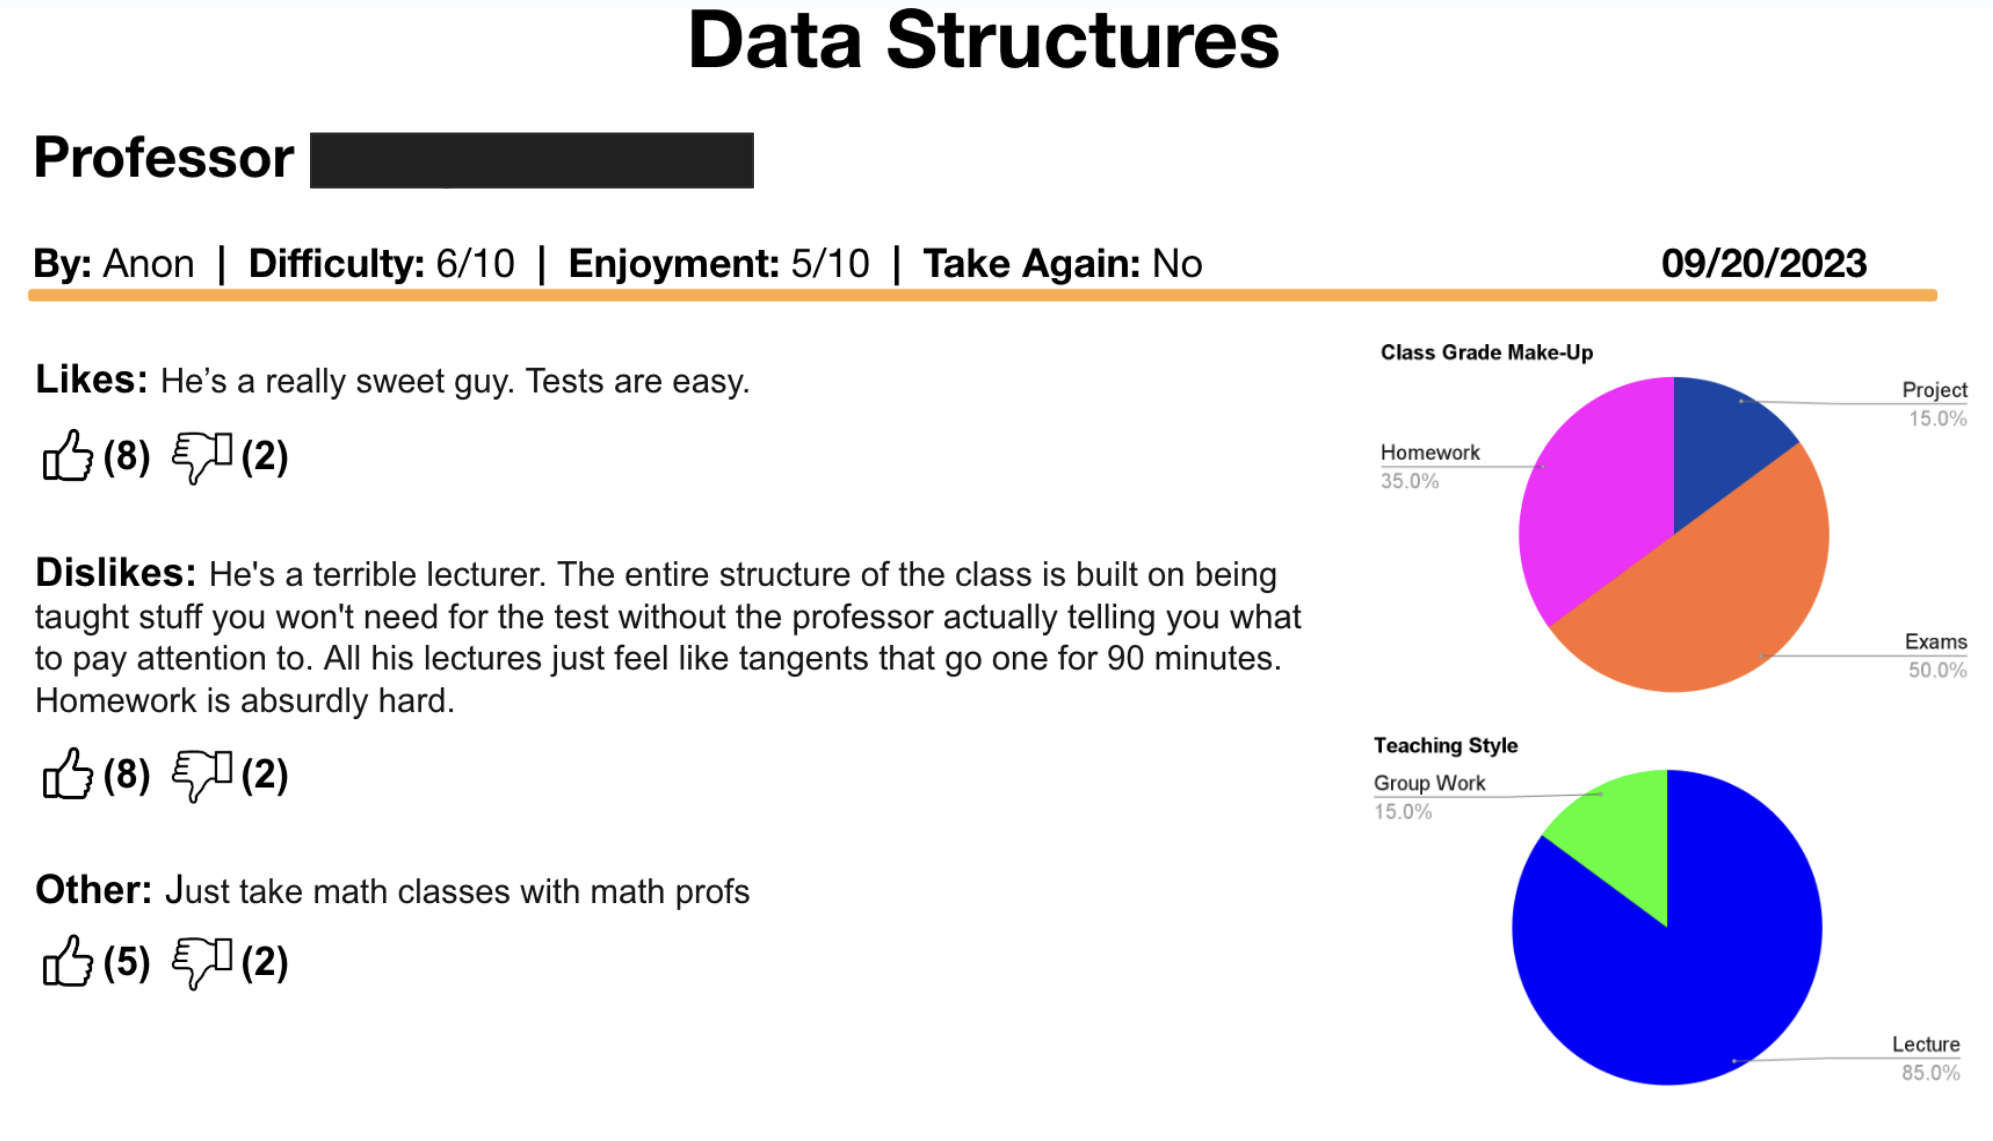 Data Structures
Professor
By: Anon | Difficulty: 6/10 | Enjoyment: 5/10 | Take Again: No 09/20/2023
Likes: He’s a really sweet guy. Tests are easy.
(8) (2)
Dislikes: He's a terrible lecturer. The entire structure of the class is built on being
taught stuff you won't need for the test without the professor actually telling you what
to pay attention to. All his lectures just feel like tangents that go one for 90 minutes.
Homework is absurdly hard.
(8) (2)
Other: Just take math classes with math profs
(5) (2)
Class Grade Make-Up
Project
15.0%
Homework
35.0%
Exams
50.0%
Teaching Style
Group Work
15.0%
Lecture
85.0%